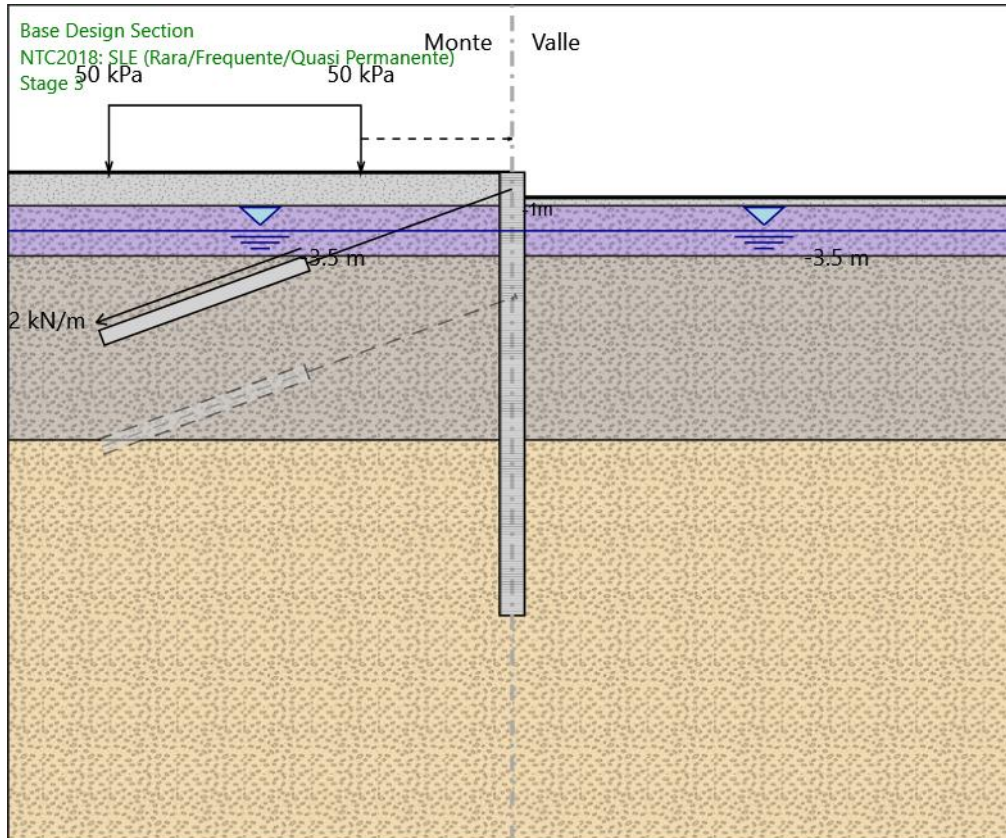 Base Design Section
Monte Valle
NTC2018: SLE (Rara/Frequente/Quasi Permanente)
50 kPa 50 kPa
Stage 3
-1m
-3.5 m -3.5 m
2 kN/m